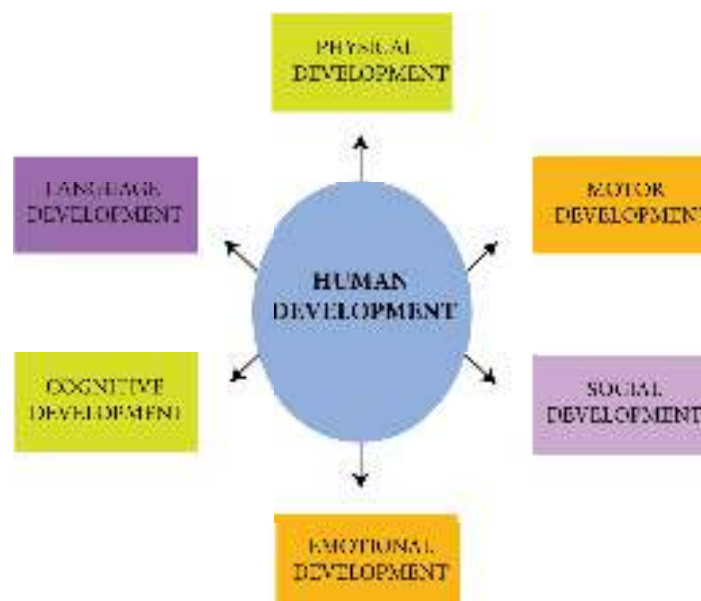 PHYSICAL
DEVELOPMENT
LANGUAGE
DEVELOPMENT
MOTOR
DEVELOPMENT
HUMAN
DEVELOPMENT
COGNITIVE
DEVELOPMENT
SOCIAL
DEVELOPMENT
EMOTIONAL
DEVELOPMENT